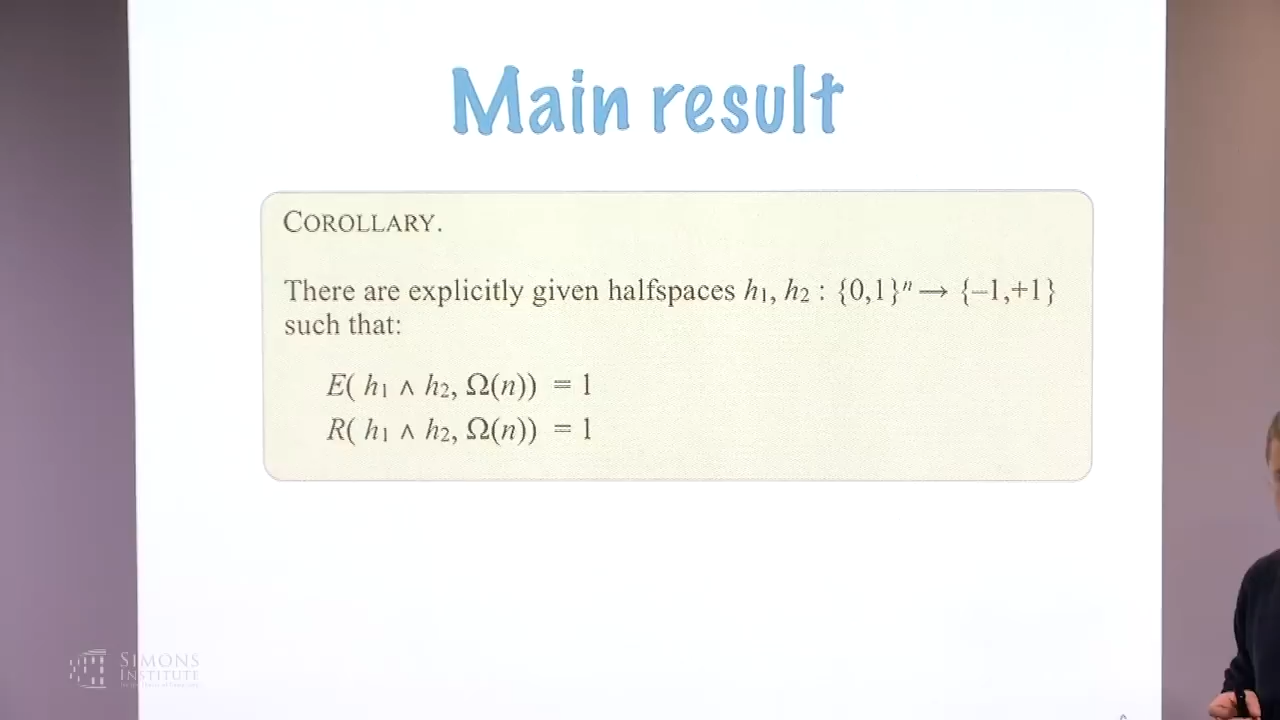 Main result
COROLLARY.
There are explicitly given halfspaces h₁, h₂ : {0,1}ⁿ → {–1,+1}
such that:
E( h₁ ∧ h₂, Ω(n)) = 1
R( h₁ ∧ h₂, Ω(n)) = 1
SIMONS
INSTITUTE